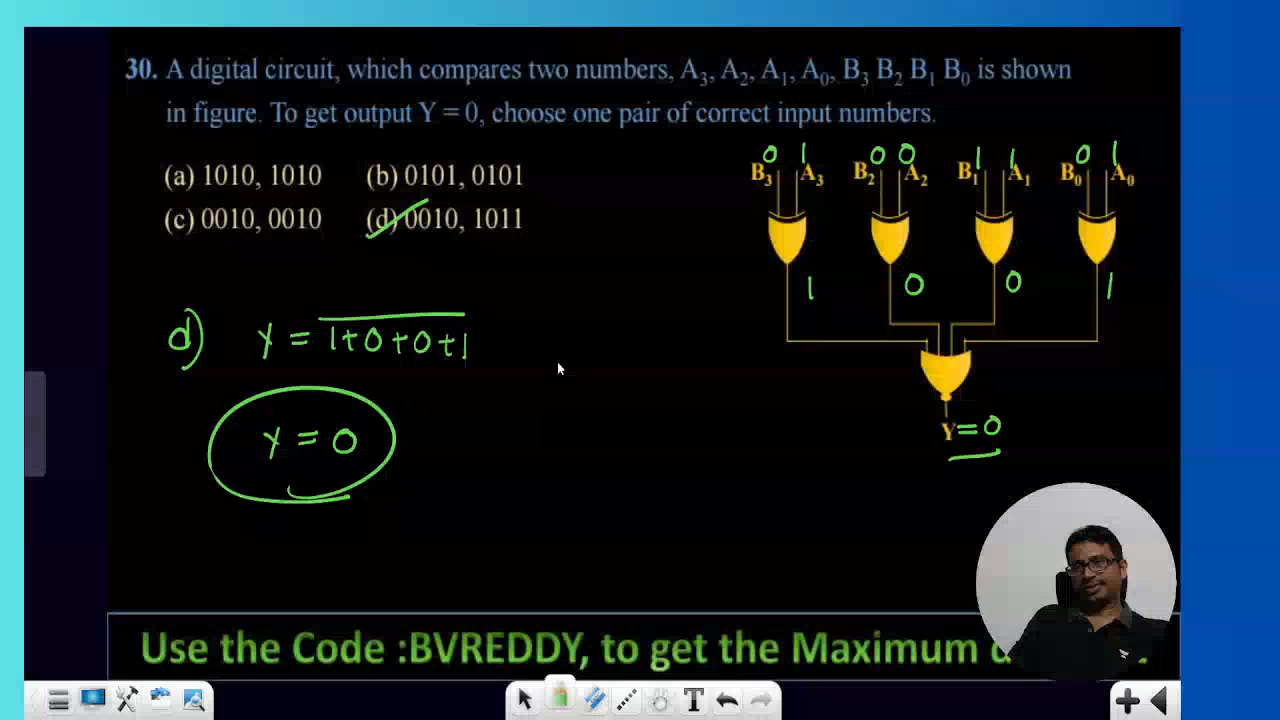 30. A digital circuit, which compares two numbers, A₃, A₂, A₁, A₀, B₃ B₂ B₁ B₀ is shown
in figure. To get output Y = 0, choose one pair of correct input numbers.
(a) 1010, 1010 (b) 0101, 0101
(c) 0010, 0010 (d) 0010, 1011
0 1 0 0 1 1 0 1
B₃ A₃ B₂ A₂ B₁ A₁ B₀ A₀
1 0 0 1
d) Y = \overline{1+0+0+1}
Y = 0
Y = 0
Use the Code :BVREDDY, to get the Maximum
T